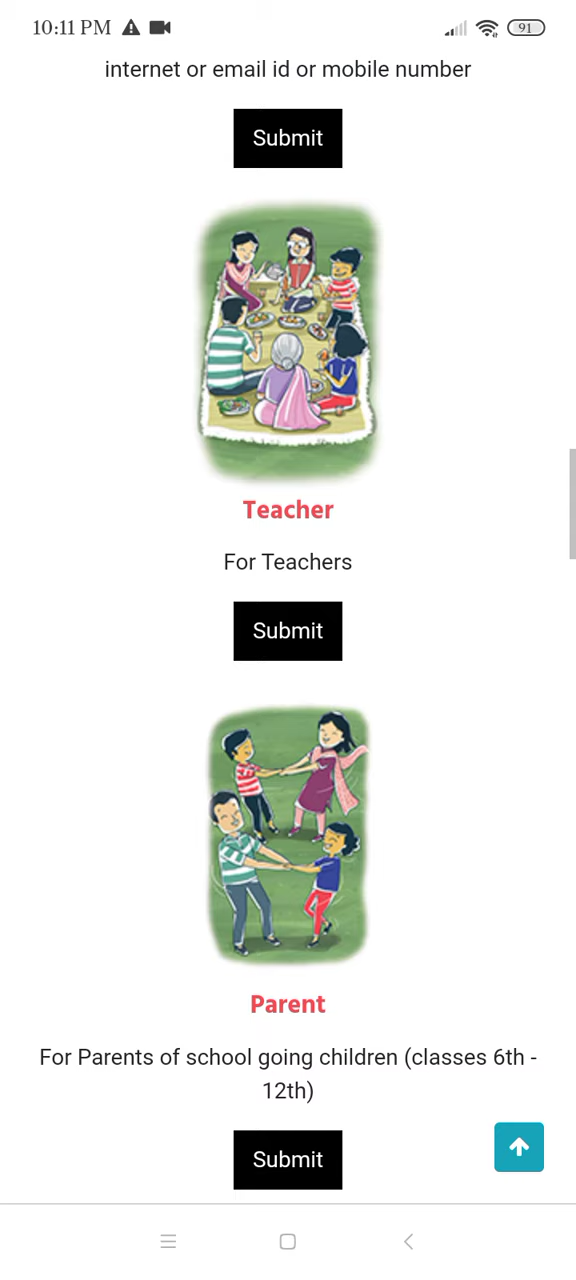 10:11 PM
91
internet or email id or mobile number
Submit
Teacher
For Teachers
Submit
Parent
For Parents of school going children (classes 6th -
12th)
Submit